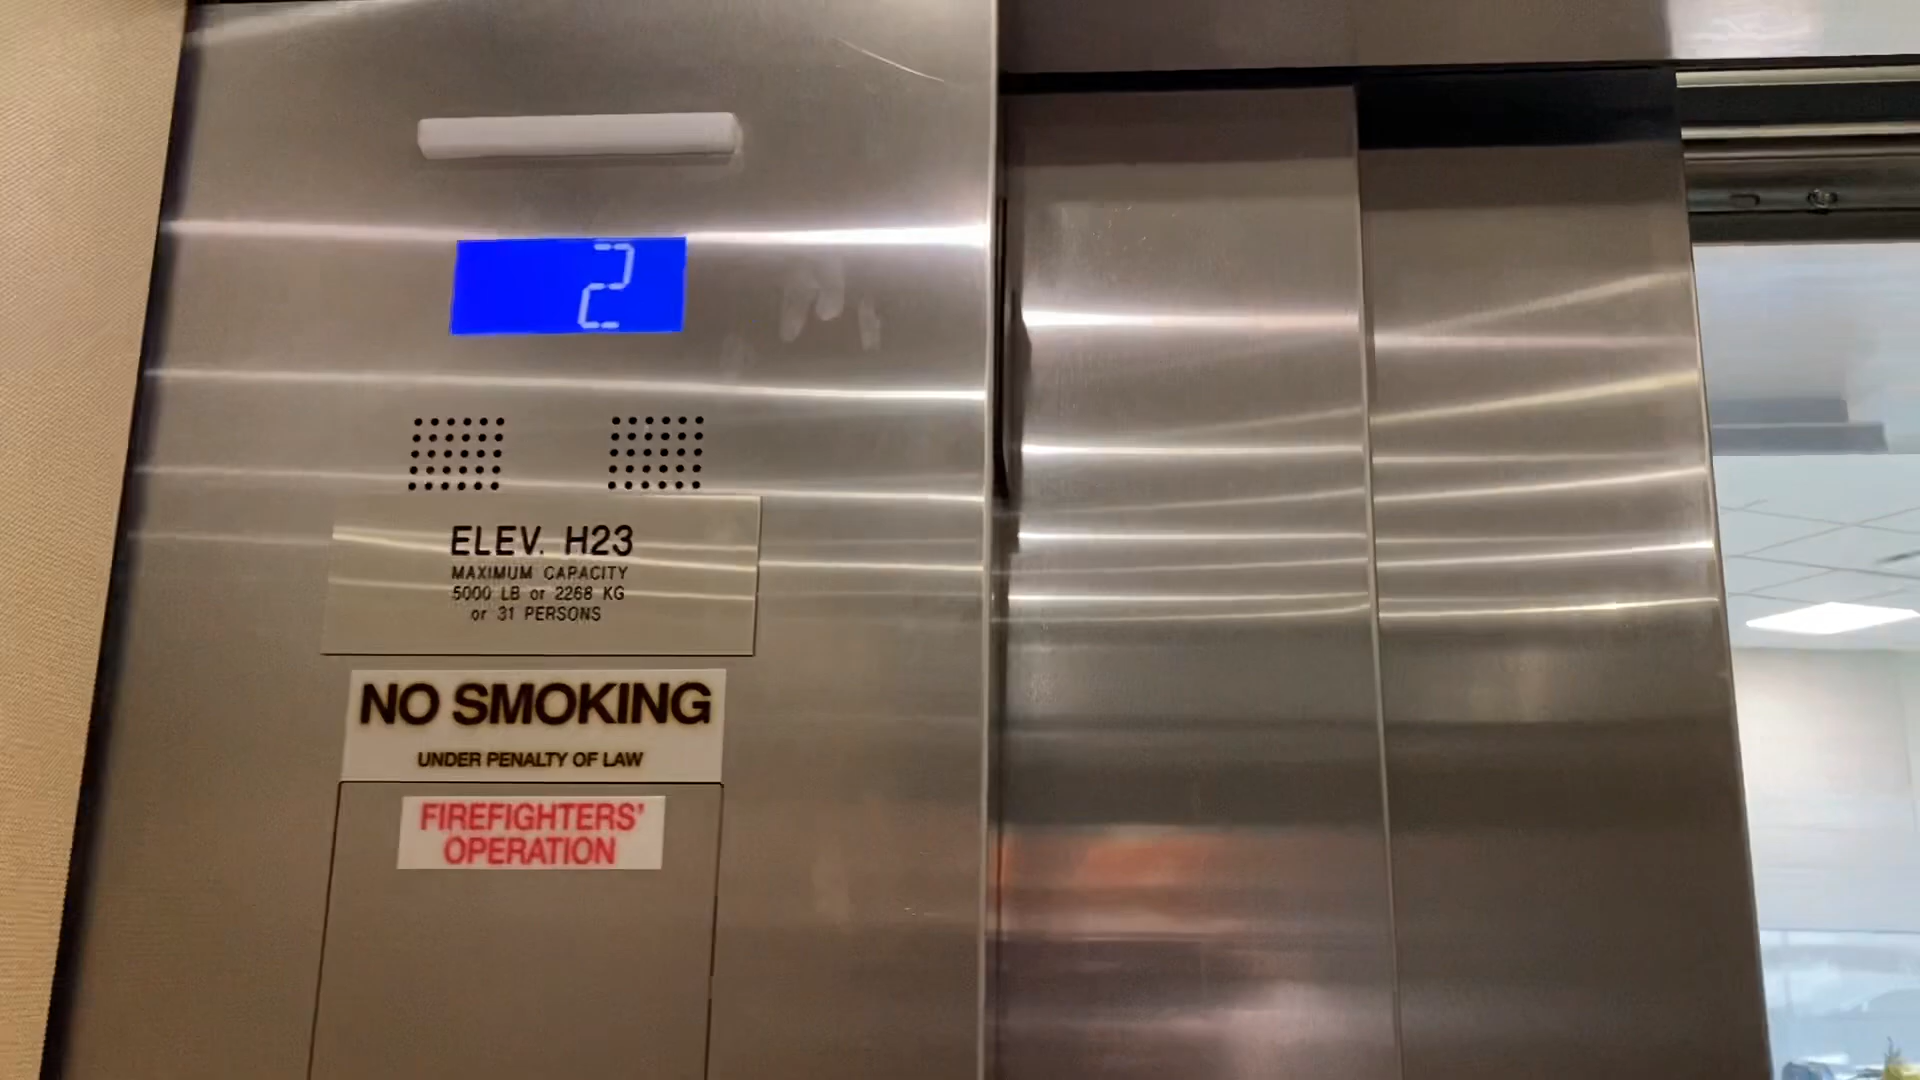 2
ELEV. H23
MAXIMUM CAPACITY
5000 LB or 2268 KG
or 31 PERSONS
NO SMOKING
UNDER PENALTY OF LAW
FIREFIGHTERS'
OPERATION